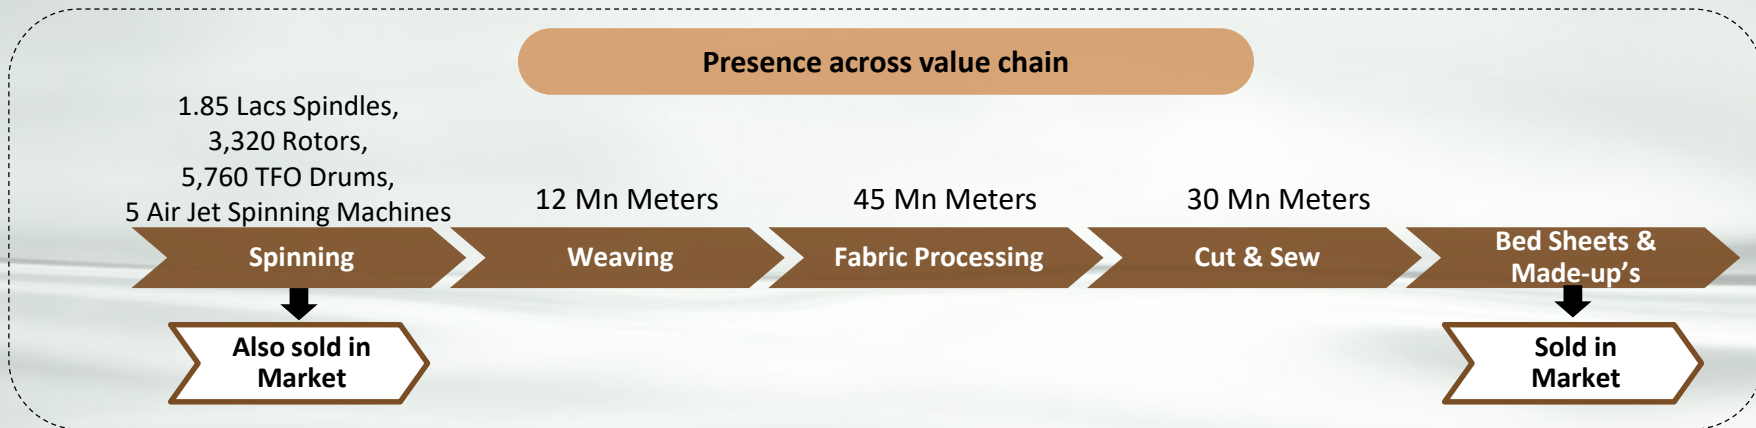 Presence across value chain
1.85 Lacs Spindles,
3,320 Rotors,
5,760 TFO Drums,
5 Air Jet Spinning Machines
12 Mn Meters
45 Mn Meters
30 Mn Meters
Spinning
Weaving
Fabric Processing
Cut & Sew
Bed Sheets &
Made-up’s
Also sold in
Market
Sold in
Market